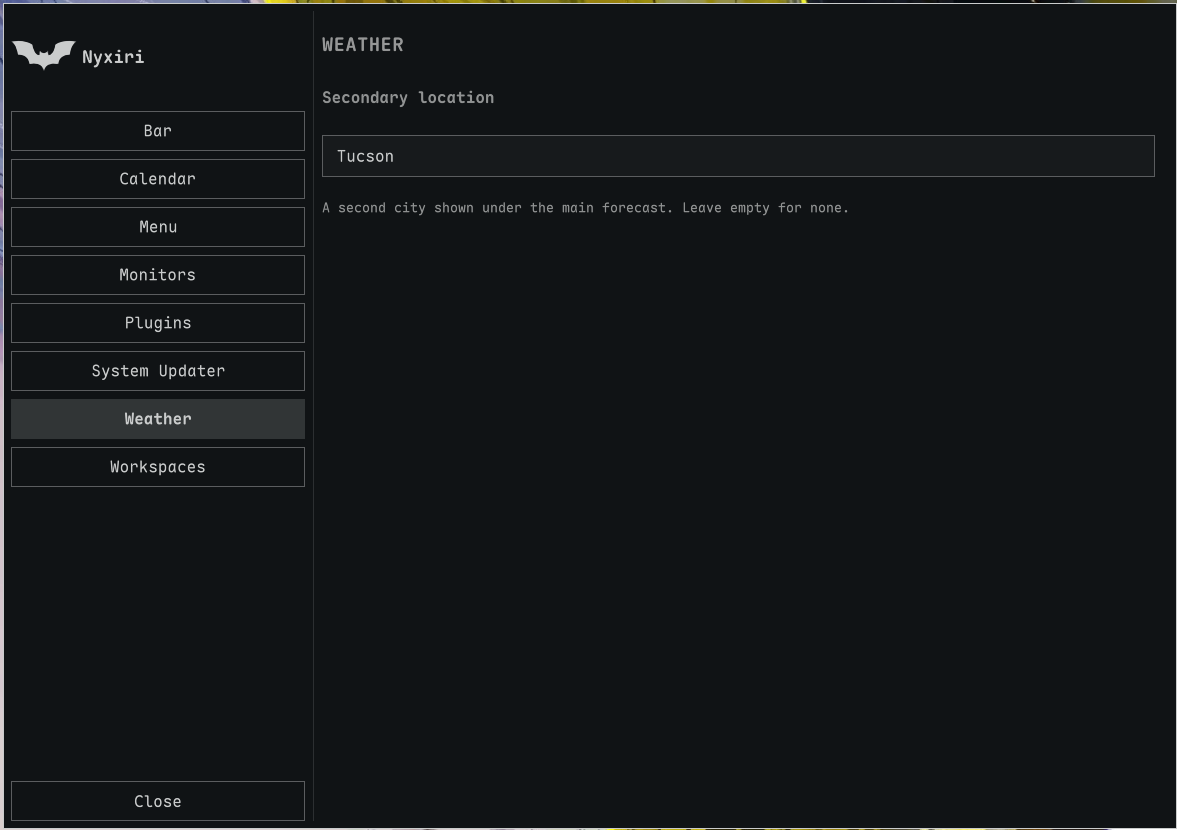 Nyxiri
Bar
Calendar
Menu
Monitors
Plugins
System Updater
Weather
Workspaces
Close
WEATHER
Secondary location
Tucson
A second city shown under the main forecast. Leave empty for none.